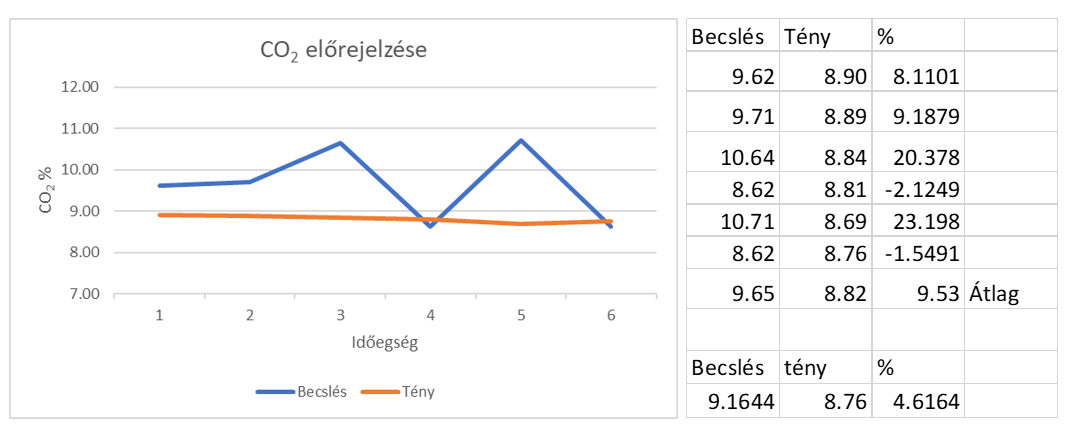 CO2 előrejelzése
12.00
11.00
10.00
9.00
8.00
7.00
CO2 %
1 2 3 4 5 6
Időegség
Becslés Tény
Becslés Tény %
9.62 8.90 8.1101
9.71 8.89 9.1879
10.64 8.84 20.378
8.62 8.81 -2.1249
10.71 8.69 23.198
8.62 8.76 -1.5491
9.65 8.82 9.53 Átlag
Becslés tény %
9.1644 8.76 4.6164